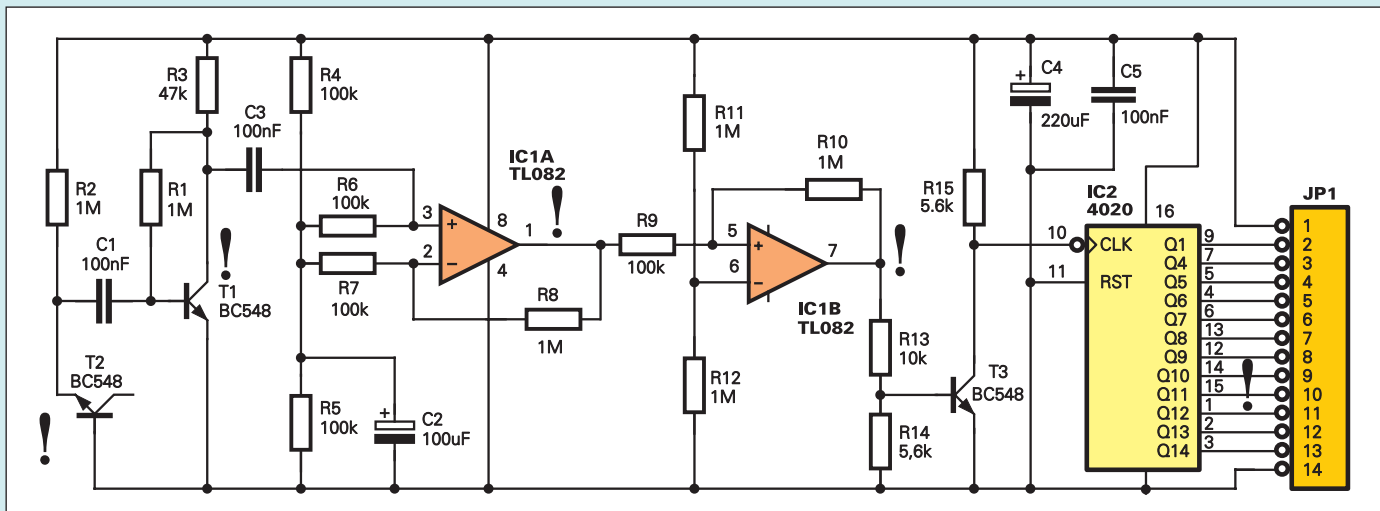 R3
47k
R4
100k
C3
100nF
R2
1M
R1
1M
C1
100nF
!
T1
BC548
T2
BC548
!
R6
100k
R7
100k
R5
100k
C2
+
100uF
IC1A
TL082
!
3
+
2
−
8
4
1
R8
1M
R9
100k
R11
1M
R12
1M
R10
1M
5
+
6
−
7
!
IC1B
TL082
R13
10k
R14
5,6k
R15
5.6k
T3
BC548
+
C4
220uF
C5
100nF
IC2
4020
16
10
CLK
11
RST
Q1 9
Q4 7
Q5 5
Q6 4
Q7 6
Q8 13
Q9 12
Q10 14
Q11 15
Q12 1
Q13 2
Q14 3
!
JP1
1
2
3
4
5
6
7
8
9
10
11
12
13
14